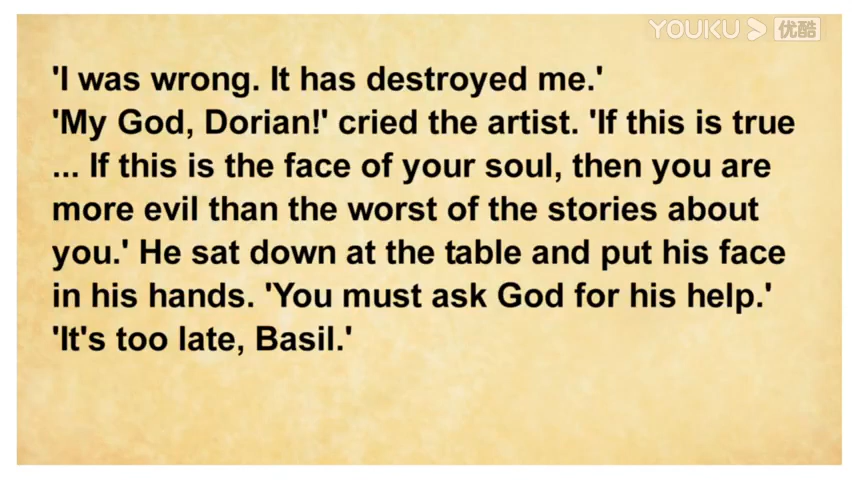 YOUKU 优酷
'I was wrong. It has destroyed me.'
'My God, Dorian!' cried the artist. 'If this is true
... If this is the face of your soul, then you are
more evil than the worst of the stories about
you.' He sat down at the table and put his face
in his hands. 'You must ask God for his help.'
'It's too late, Basil.'